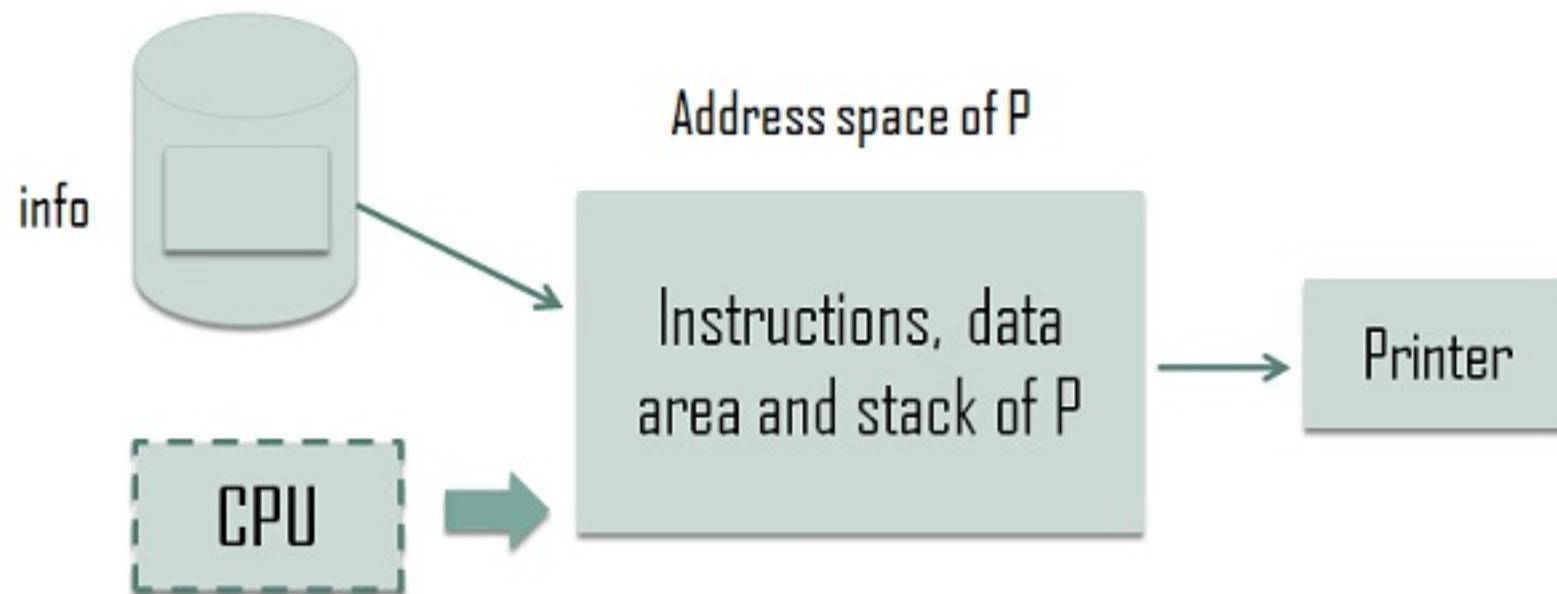 Address space of P
info
Instructions, data
area and stack of P
Printer
CPU